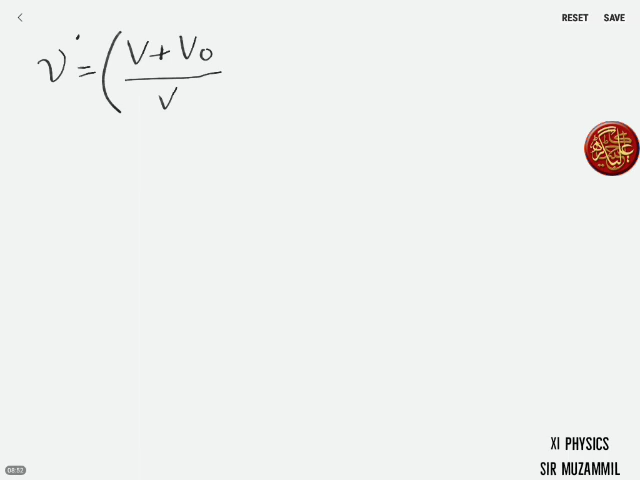 RESET SAVE
ν' = (V + V₀ / V
XI PHYSICS
SIR MUZAMMIL
08:52